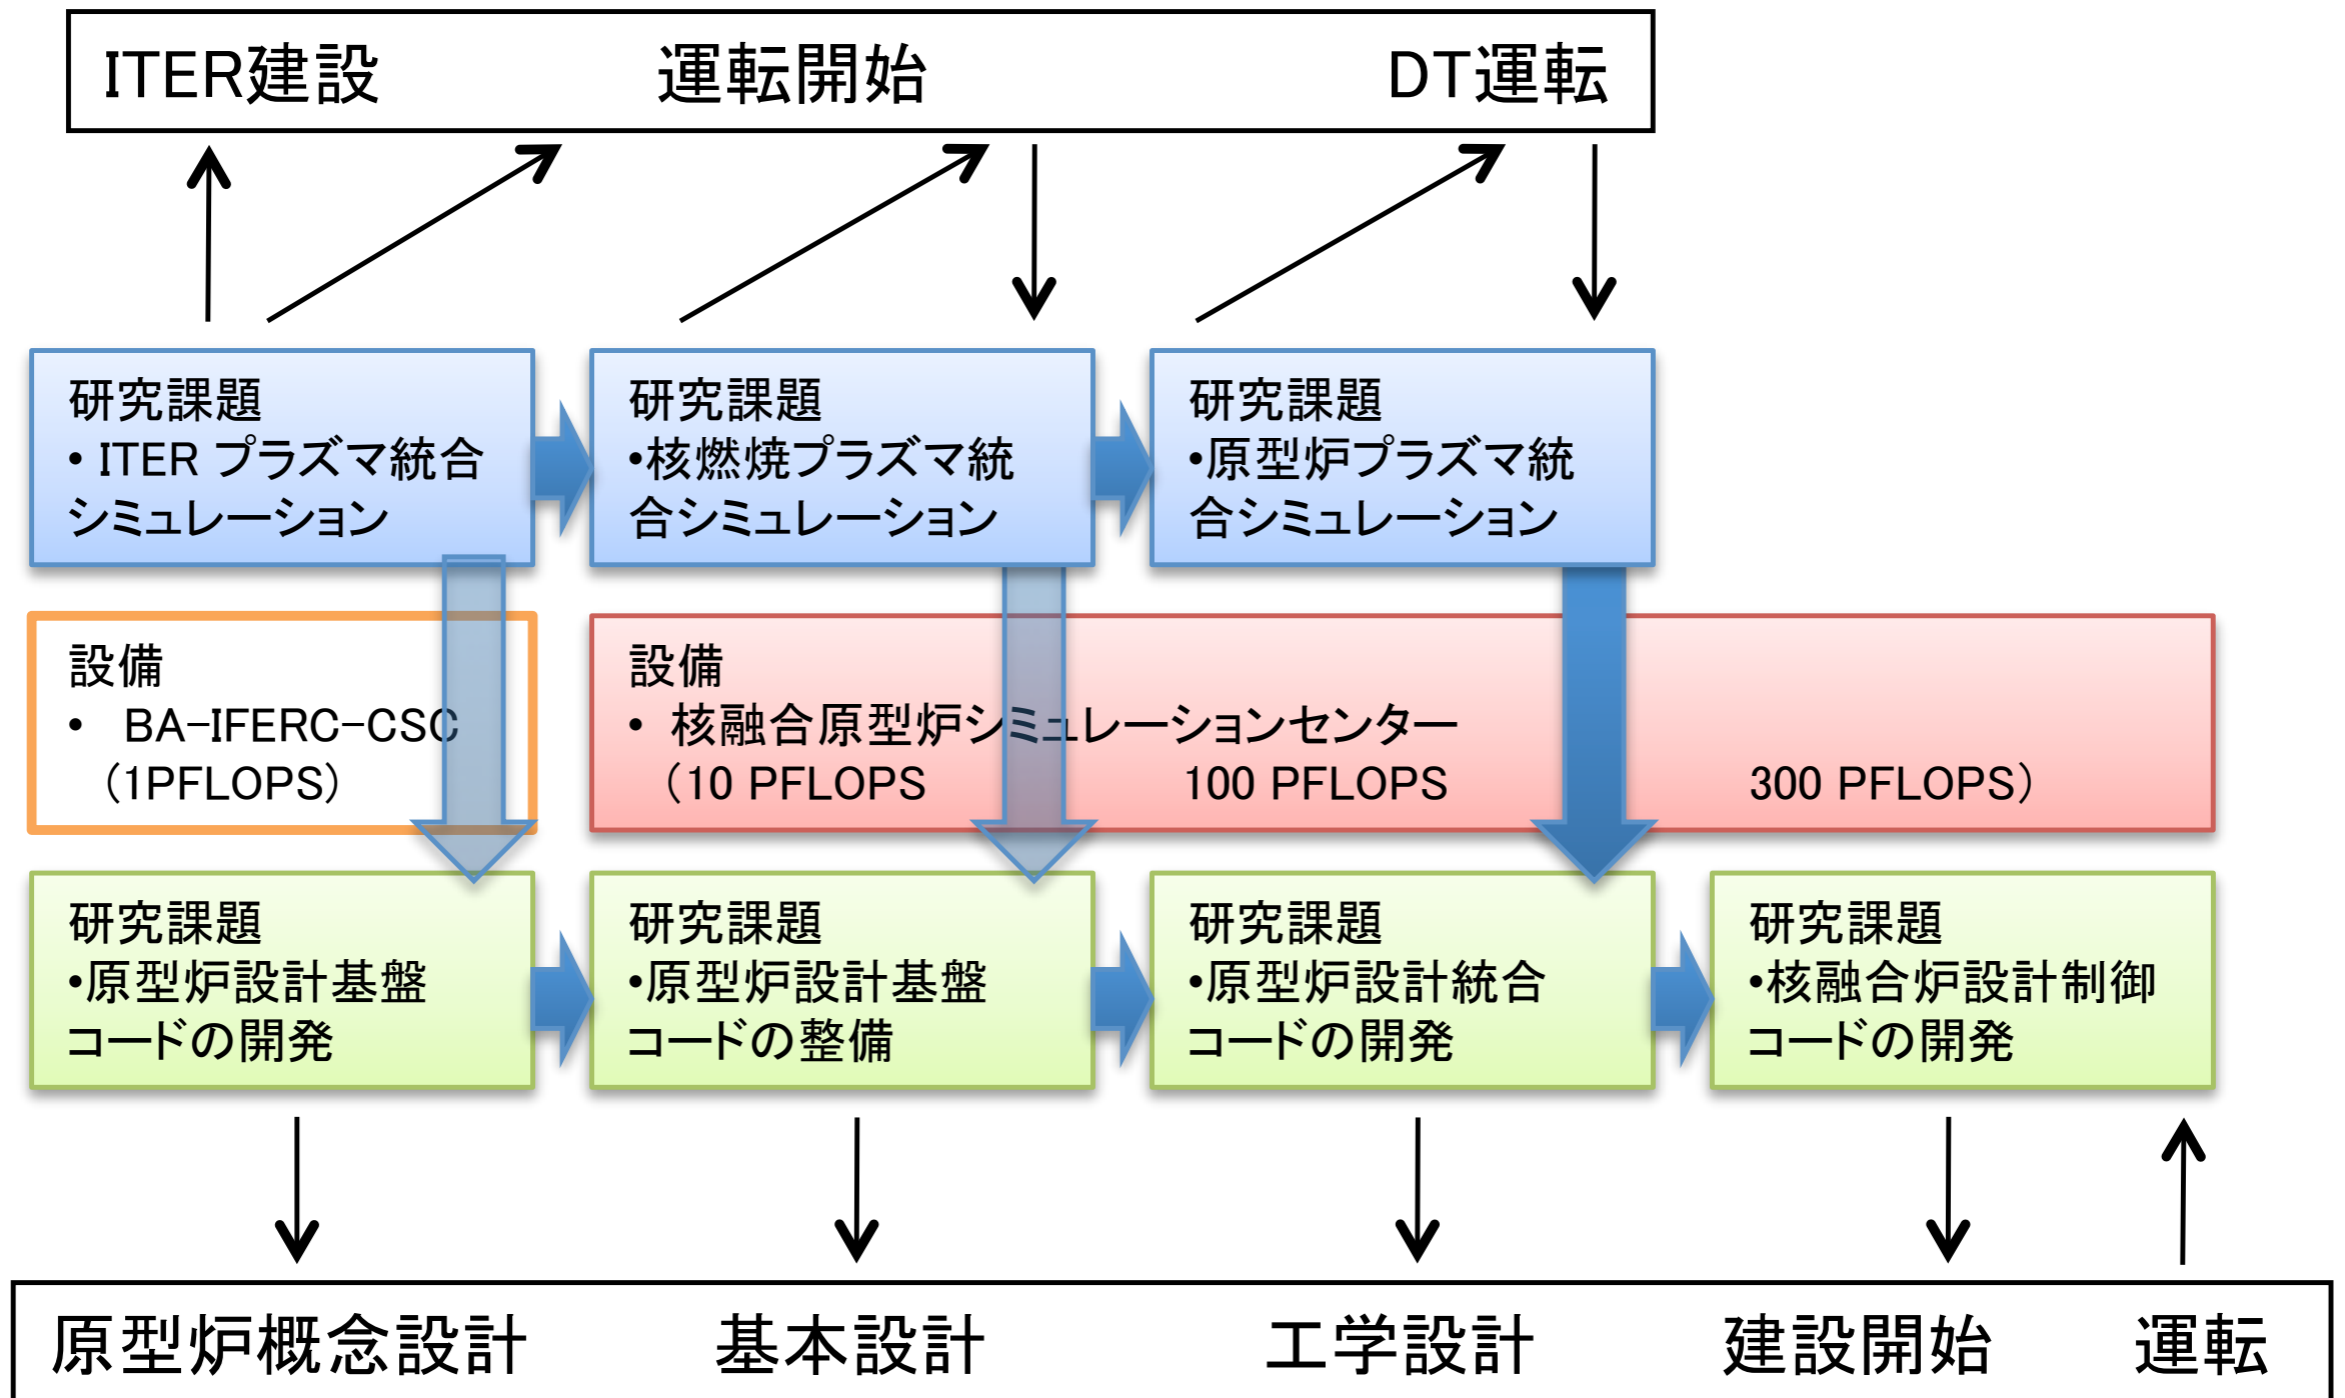 ITER建設 運転開始 DT運転
研究課題
• ITER プラズマ統合
シミュレーション
研究課題
•核燃焼プラズマ統
合シミュレーション
研究課題
•原型炉プラズマ統
合シミュレーション
設備
• BA-IFERC-CSC
（1PFLOPS）
設備
• 核融合原型炉シミュレーションセンター
（10 PFLOPS 100 PFLOPS 300 PFLOPS）
研究課題
•原型炉設計基盤
コードの開発
研究課題
•原型炉設計基盤
コードの整備
研究課題
•原型炉設計統合
コードの開発
研究課題
•核融合炉設計制御
コードの開発
原型炉概念設計 基本設計 工学設計 建設開始 運転